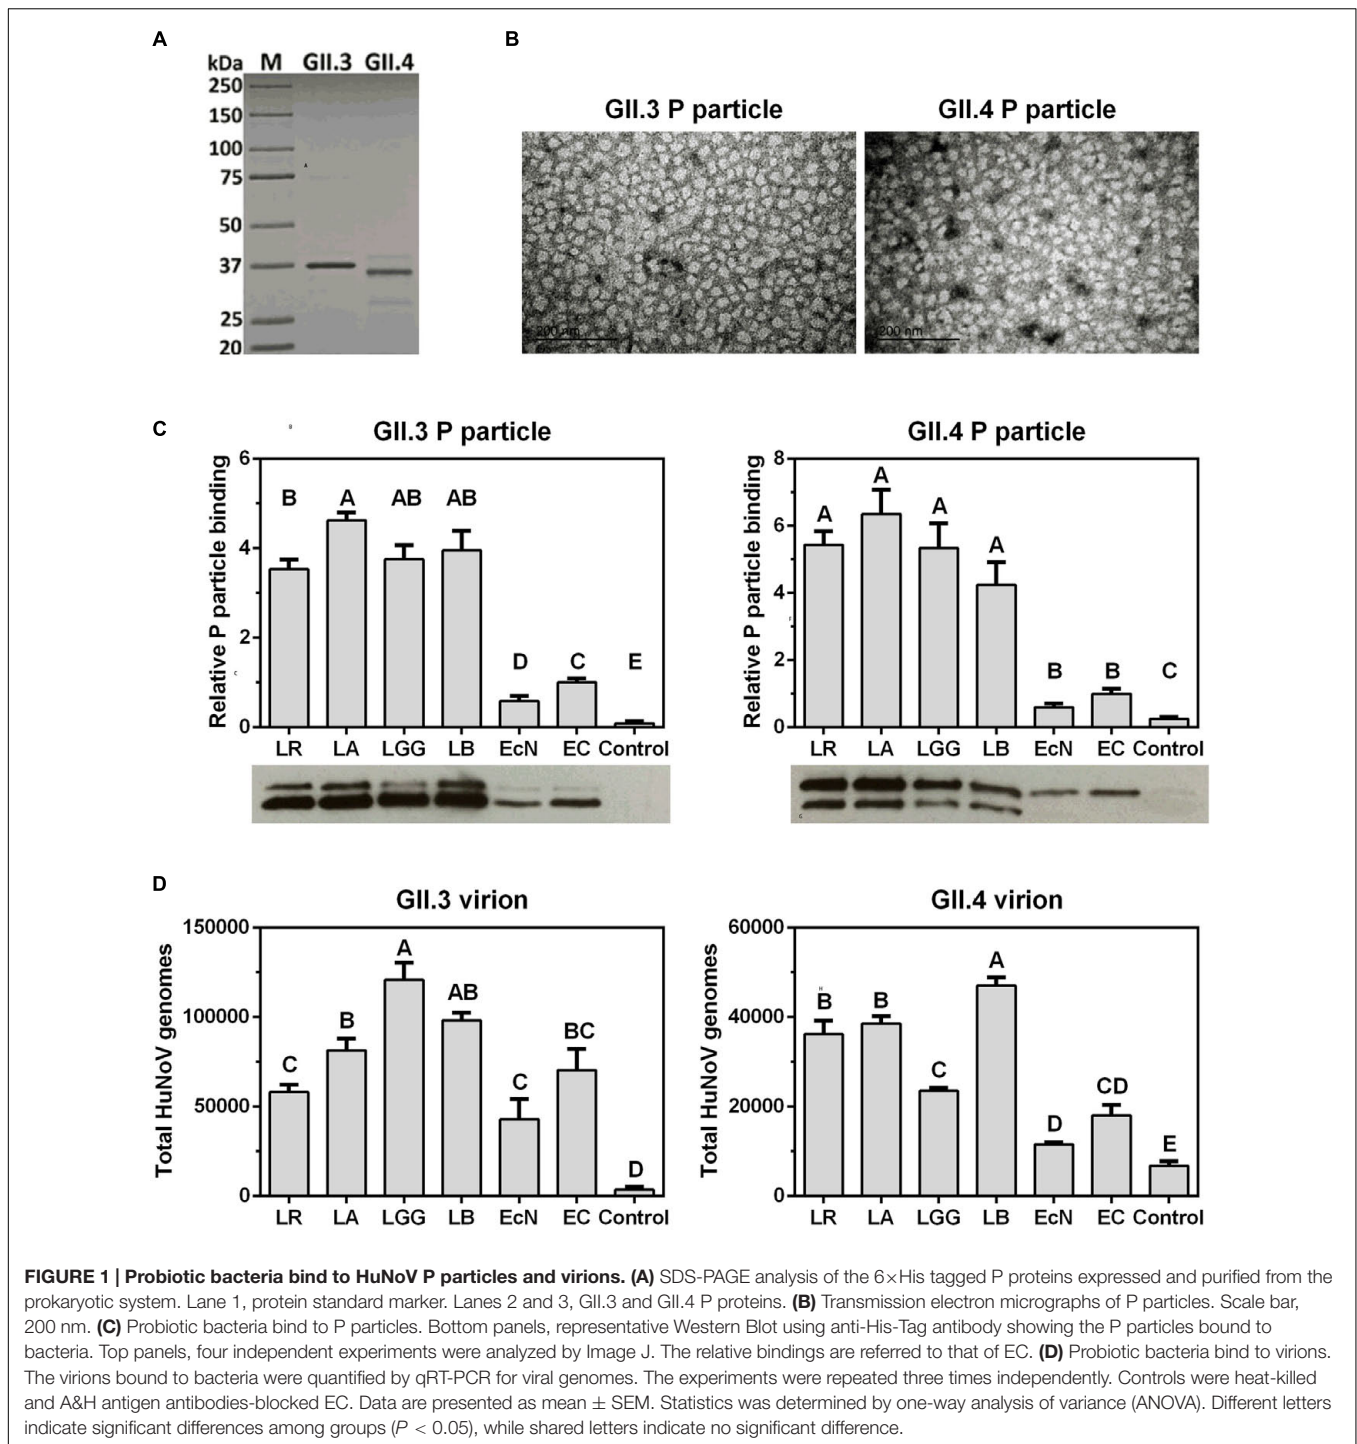 A
B
kDa M GII.3 GII.4
250
150
100
75
50
37
25
20
GII.3 P particle
GII.4 P particle
200 nm
200 nm
C
GII.3 P particle
Relative P particle binding
6
4
2
0
B A AB AB D C E
LR LA LGG LB EcN EC Control
GII.4 P particle
Relative P particle binding
8
6
4
2
0
A A A A B B C
LR LA LGG LB EcN EC Control
D
GII.3 virion
Total HuNoV genomes
150000
100000
50000
0
C B A AB C BC D
LR LA LGG LB EcN EC Control
GII.4 virion
Total HuNoV genomes
60000
40000
20000
0
B B C A D CD E
LR LA LGG LB EcN EC Control
FIGURE 1 | Probiotic bacteria bind to HuNoV P particles and virions. (A) SDS-PAGE analysis of the 6×His tagged P proteins expressed and purified from the
prokaryotic system. Lane 1, protein standard marker. Lanes 2 and 3, GII.3 and GII.4 P proteins. (B) Transmission electron micrographs of P particles. Scale bar,
200 nm. (C) Probiotic bacteria bind to P particles. Bottom panels, representative Western Blot using anti-His-Tag antibody showing the P particles bound to
bacteria. Top panels, four independent experiments were analyzed by Image J. The relative bindings are referred to that of EC. (D) Probiotic bacteria bind to virions.
The virions bound to bacteria were quantified by qRT-PCR for viral genomes. The experiments were repeated three times independently. Controls were heat-killed
and A&H antigen antibodies-blocked EC. Data are presented as mean ± SEM. Statistics was determined by one-way analysis of variance (ANOVA). Different letters
indicate significant differences among groups (P < 0.05), while shared letters indicate no significant difference.